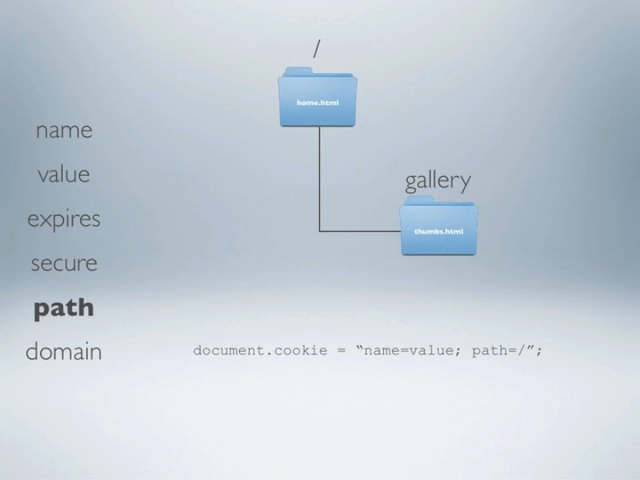 /
home.html
name
value
gallery
expires
thumbs.html
secure
path
domain
document.cookie = “name=value; path=/”;